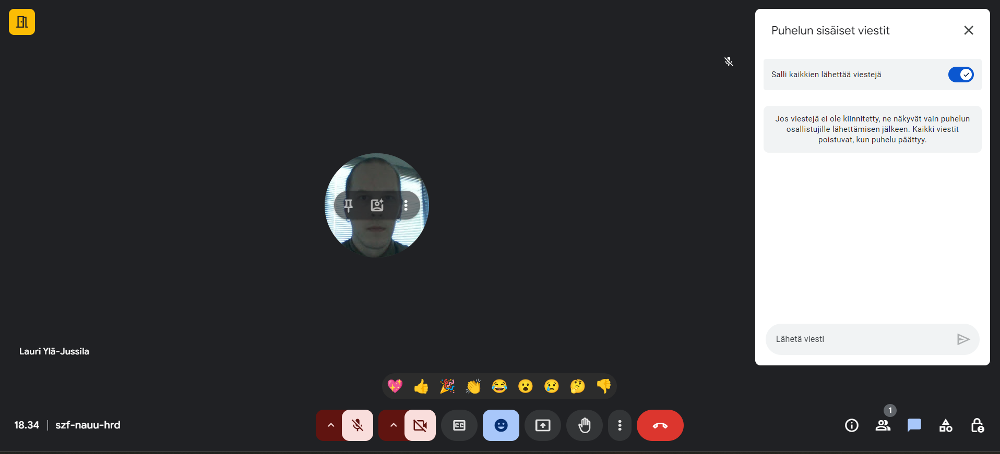 Puhelun sisäiset viestit
Salli kaikkien lähettää viestejä
Jos viestejä ei ole kiinnitetty, ne näkyvät vain puhelun
osallistujille lähettämisen jälkeen. Kaikki viestit
poistuvat, kun puhelu päättyy.
Lähetä viesti
Lauri Ylä-Jussila
18.34 | szf-nauu-hrd
CC
1